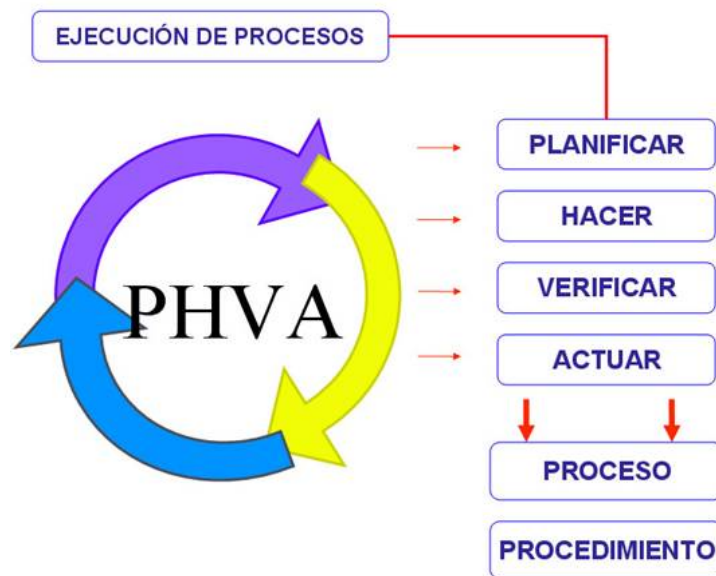 EJECUCIÓN DE PROCESOS
PHVA
PLANIFICAR
HACER
VERIFICAR
ACTUAR
PROCESO
PROCEDIMIENTO